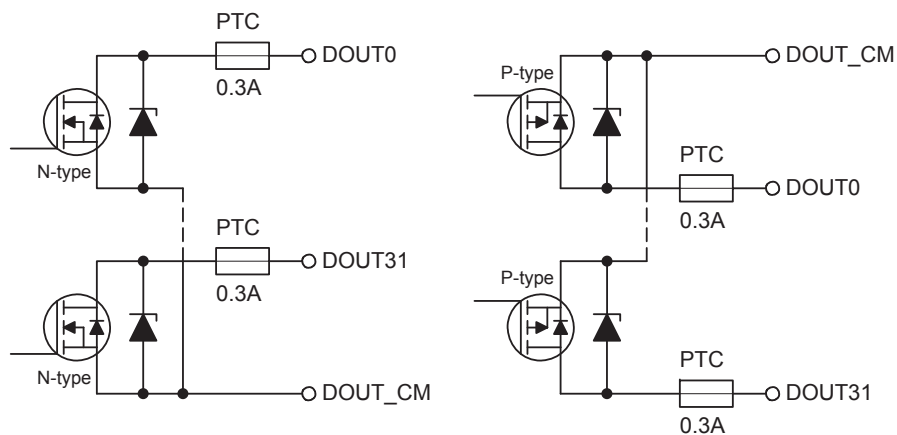 PTC
DOUT0
0.3A
N-type
PTC
DOUT31
0.3A
N-type
DOUT_CM
DOUT_CM
P-type
PTC
DOUT0
0.3A
P-type
PTC
DOUT31
0.3A